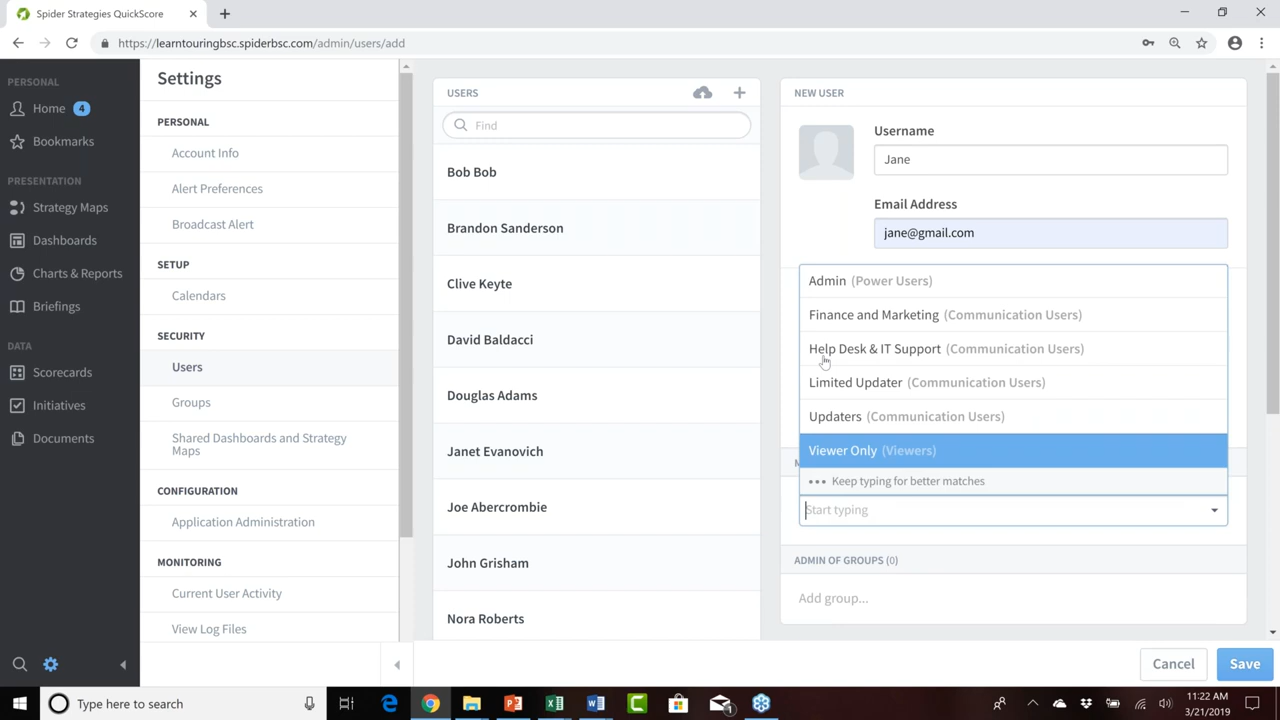 Spider Strategies QuickScore
https://learntouringbsc.spiderbsc.com/admin/users/add
PERSONAL
Home 4
Bookmarks
PRESENTATION
Strategy Maps
Dashboards
Charts & Reports
Briefings
DATA
Scorecards
Initiatives
Documents
Settings
PERSONAL
Account Info
Alert Preferences
Broadcast Alert
SETUP
Calendars
SECURITY
Users
Groups
Shared Dashboards and Strategy
Maps
CONFIGURATION
Application Administration
MONITORING
Current User Activity
View Log Files
USERS
Find
Bob Bob
Brandon Sanderson
Clive Keyte
David Baldacci
Douglas Adams
Janet Evanovich
Joe Abercrombie
John Grisham
Nora Roberts
NEW USER
Username
Jane
Email Address
jane@gmail.com
Admin (Power Users)
Finance and Marketing (Communication Users)
Help Desk & IT Support (Communication Users)
Limited Updater (Communication Users)
Updaters (Communication Users)
Viewer Only (Viewers)
Keep typing for better matches
Start typing
ADMIN OF GROUPS (0)
Add group...
Cancel
Save
Type here to search
11:22 AM
3/21/2019